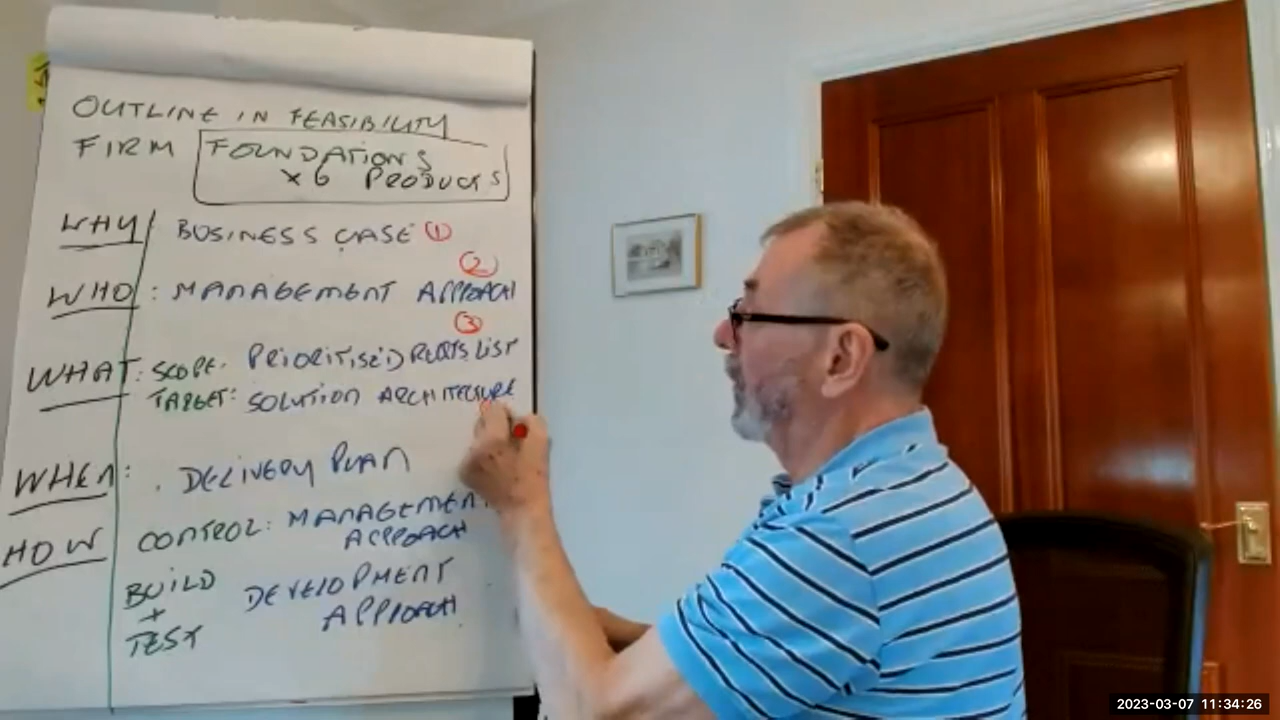 OUTLINE IN FEASIBILITY
FIRM FOUNDATIONS
x 6 PRODUCTS
WHY BUSINESS CASE 1
2
WHO: MANAGEMENT APPROACH
3
WHAT: SCOPE. PRIORITISED REQTS LIST
TARGET: SOLUTION ARCHITECTURE
WHEN: . DELIVERY PLAN
HOW CONTROL: MANAGEMENT
APPROACH
BUILD DEVELOPMENT
+ APPROACH.
TEST
2023-03-07 11:34:26